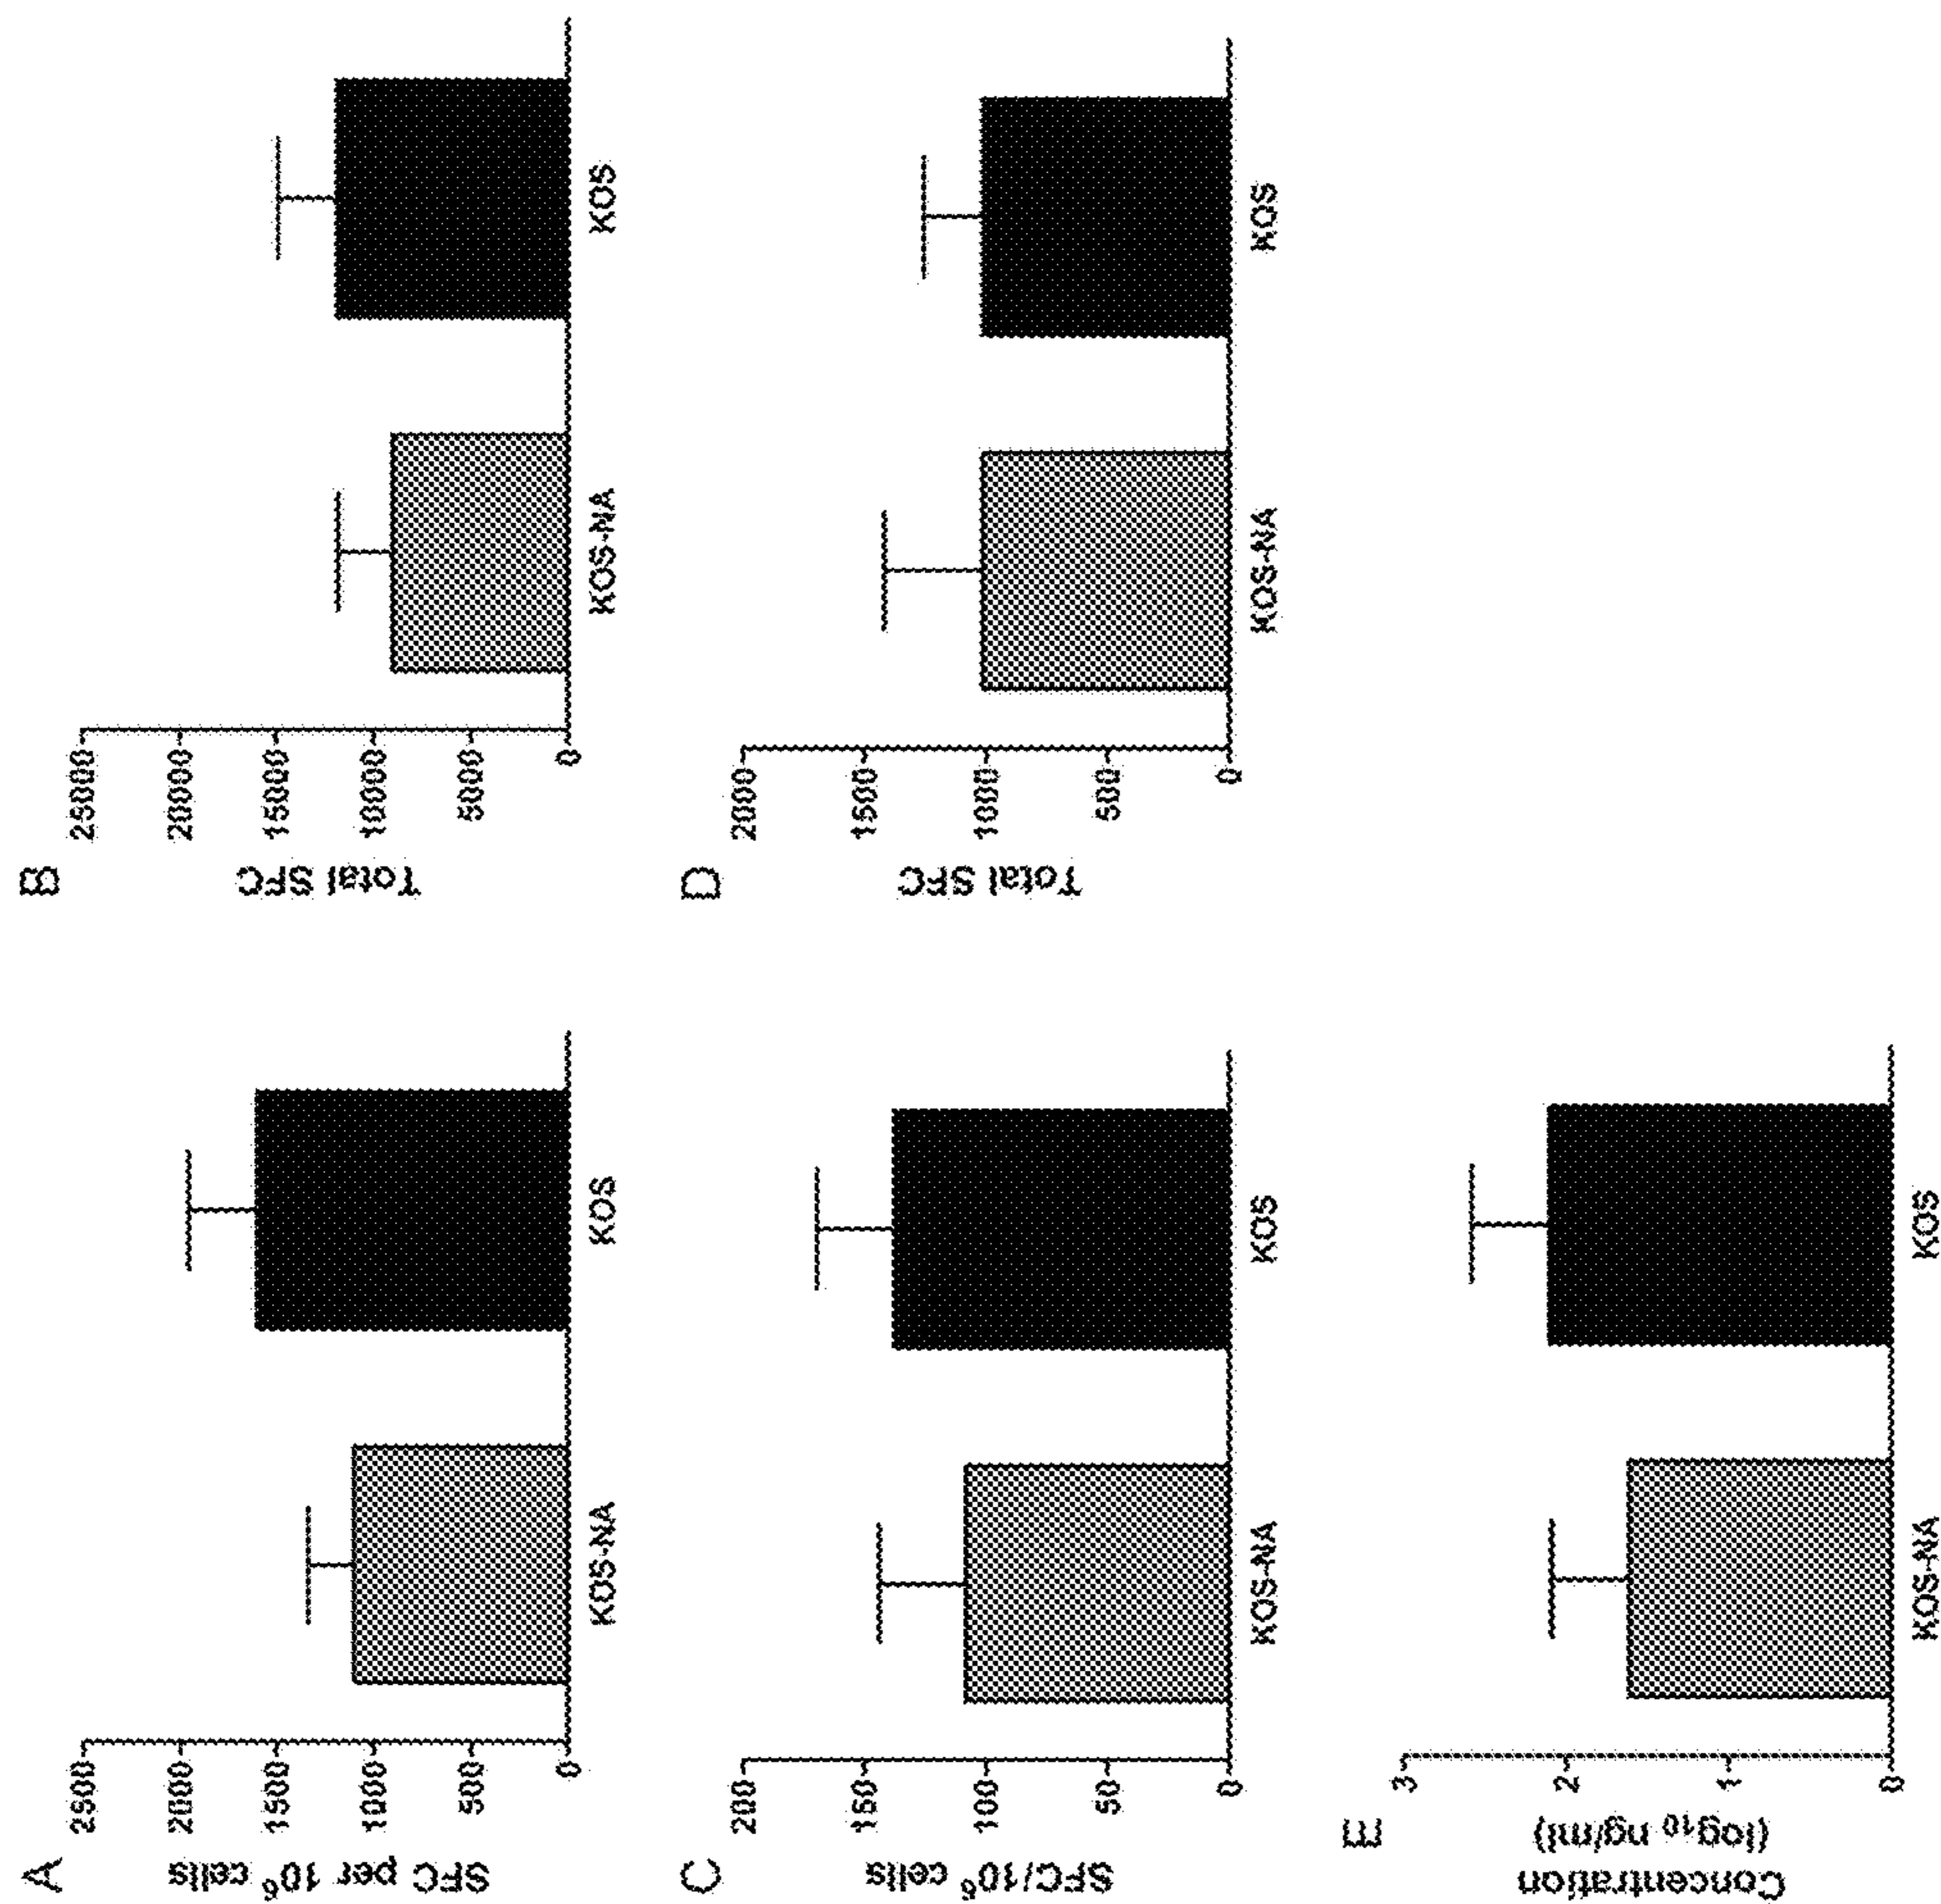 A
SFC per 10⁶ cells
2500
2000
1500
1000
500
0
KOS-NA
KOS
B
Total SFC
25000
20000
15000
10000
5000
0
KOS-NA
KOS
C
SFC/10⁶ cells
200
150
100
50
0
KOS-NA
KOS
D
Total SFC
2000
1500
1000
500
0
KOS-NA
KOS
E
Concentration
(log₁₀ ng/ml)
3
2
1
0
KOS-NA
KOS